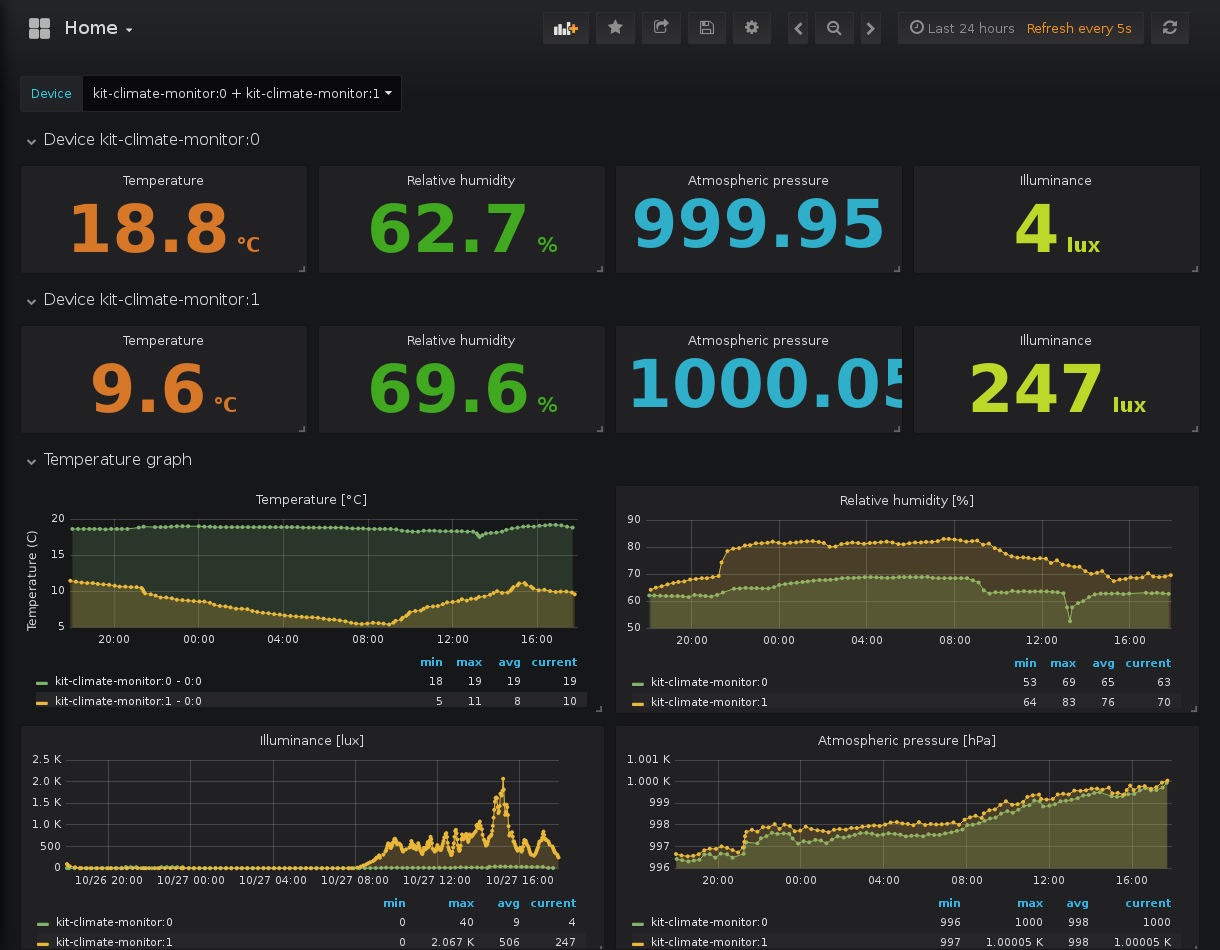 Home
Last 24 hours Refresh every 5s
Device kit-climate-monitor:0 + kit-climate-monitor:1
Device kit-climate-monitor:0
Temperature Relative humidity Atmospheric pressure Illuminance
18.8 °C 62.7 % 999.95 4 lux
Device kit-climate-monitor:1
Temperature Relative humidity Atmospheric pressure Illuminance
9.6 °C 69.6 % 1000.05 247 lux
Temperature graph
Temperature [°C]
Temperature (C)
20
15
10
5
20:00 00:00 04:00 08:00 12:00 16:00
min max avg current
kit-climate-monitor:0 - 0:0 18 19 19 19
kit-climate-monitor:1 - 0:0 5 11 8 10
Relative humidity [%]
90
80
70
60
50
20:00 00:00 04:00 08:00 12:00 16:00
min max avg current
kit-climate-monitor:0 53 69 65 63
kit-climate-monitor:1 64 83 76 70
Illuminance [lux]
2.5 K
2.0 K
1.5 K
1.0 K
500
0
10/26 20:00 10/27 00:00 10/27 04:00 10/27 08:00 10/27 12:00 10/27 16:00
min max avg current
kit-climate-monitor:0 0 40 9 4
kit-climate-monitor:1 0 2.067 K 506 247
Atmospheric pressure [hPa]
1.001 K
1.000 K
999
998
997
996
20:00 00:00 04:00 08:00 12:00 16:00
min max avg current
kit-climate-monitor:0 996 1000 998 1000
kit-climate-monitor:1 997 1.00005 K 998 1.00005 K